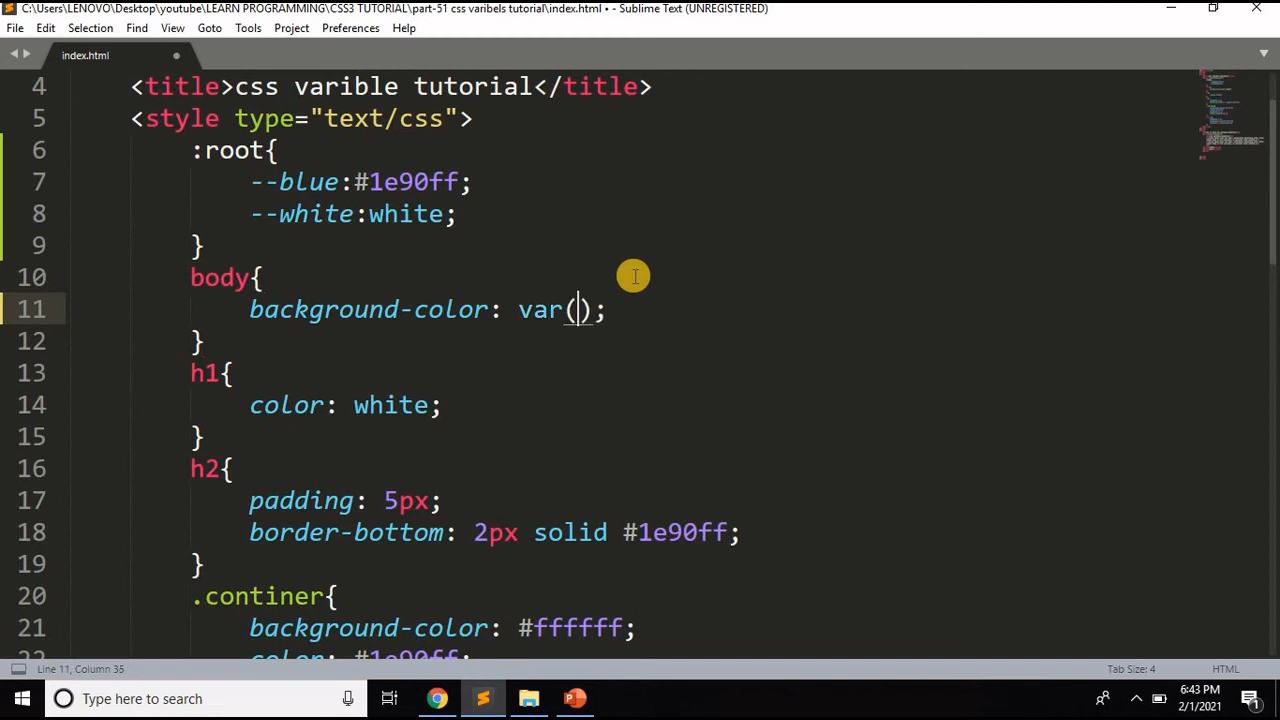 C:\Users\LENOVO\Desktop\youtube\LEARN PROGRAMMING\CSS3 TUTORIAL\part-51 css varibels tutorial\index.html • - Sublime Text (UNREGISTERED)
File Edit Selection Find View Goto Tools Project Preferences Help
index.html
4 <title>css varible tutorial</title>
5 <style type="text/css">
6 :root{
7 --blue:#1e90ff;
8 --white:white;
9 }
10 body{
11 background-color: var();
12 }
13 h1{
14 color: white;
15 }
16 h2{
17 padding: 5px;
18 border-bottom: 2px solid #1e90ff;
19 }
20 .continer{
21 background-color: #ffffff;
22 color: #1e90ff;
Line 11, Column 35 Tab Size: 4 HTML
Type here to search
6:43 PM
2/1/2021
1